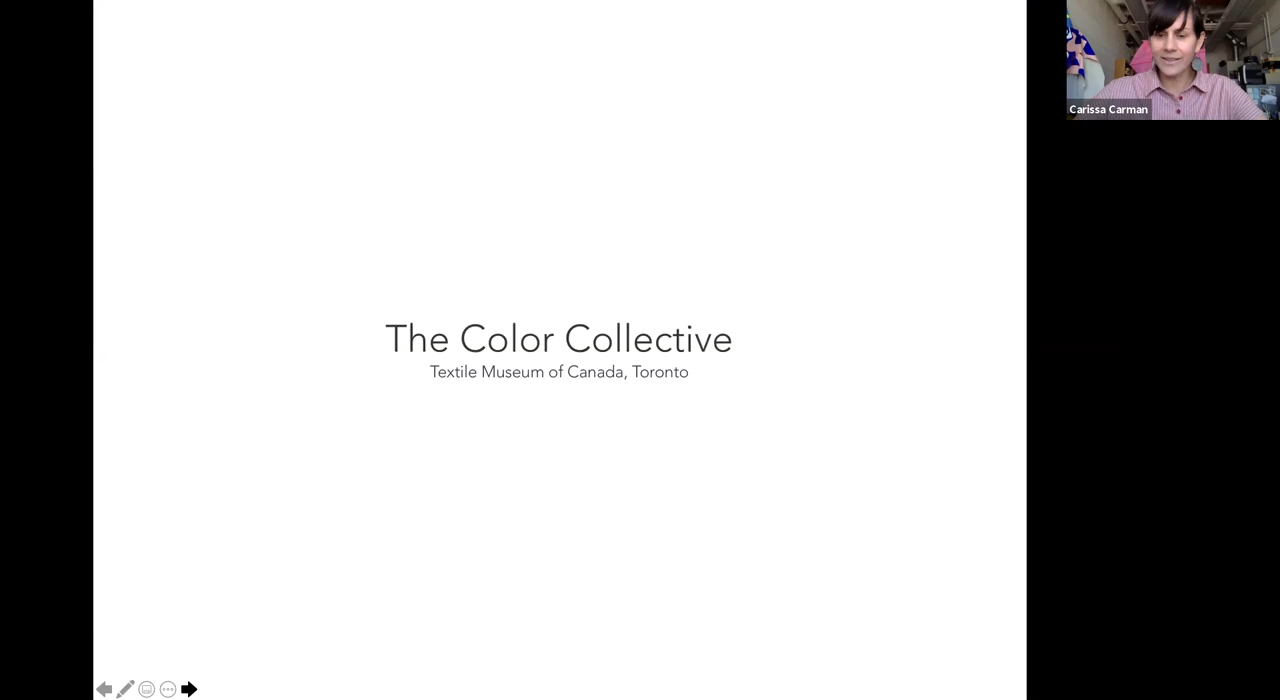 The Color Collective
Textile Museum of Canada, Toronto
Carissa Carman